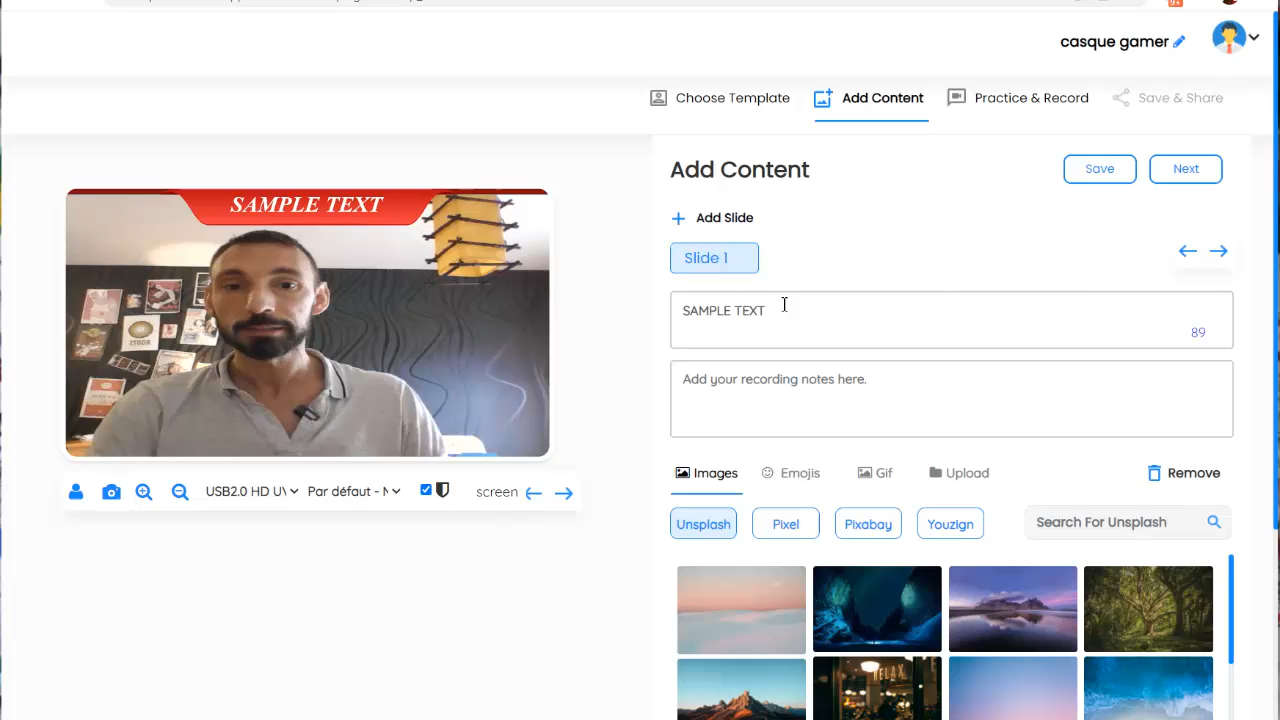 casque gamer
Choose Template
Add Content
Practice & Record
Save & Share
Add Content
Save
Next
SAMPLE TEXT
Add Slide
Slide 1
SAMPLE TEXT
89
Add your recording notes here.
Images
Emojis
Gif
Upload
Remove
USB2.0 HD U
Par défaut - 
screen
Unsplash
Pixel
Pixabay
Youzign
Search For Unsplash
RELAX